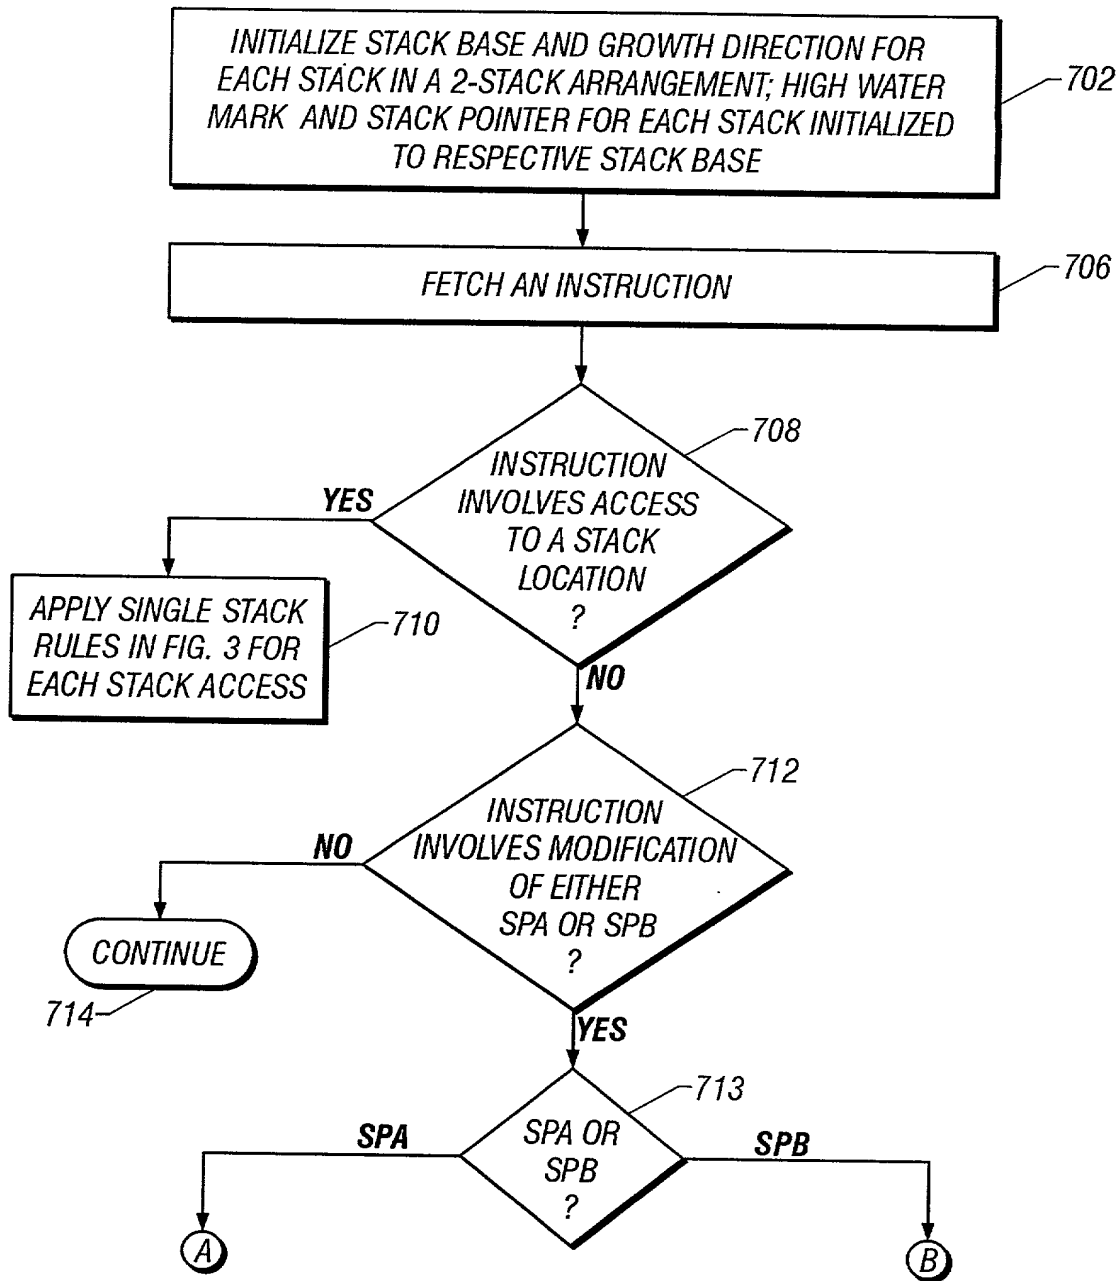 INITIALIZE STACK BASE AND GROWTH DIRECTION FOR
EACH STACK IN A 2-STACK ARRANGEMENT; HIGH WATER
MARK AND STACK POINTER FOR EACH STACK INITIALIZED
TO RESPECTIVE STACK BASE
702
FETCH AN INSTRUCTION
706
708
INSTRUCTION
INVOLVES ACCESS
TO A STACK
LOCATION
?
YES
APPLY SINGLE STACK
RULES IN FIG. 3 FOR
EACH STACK ACCESS
710
NO
712
INSTRUCTION
INVOLVES MODIFICATION
OF EITHER
SPA OR SPB
?
NO
CONTINUE
714
YES
713
SPA OR
SPB
?
SPA
SPB
A
B